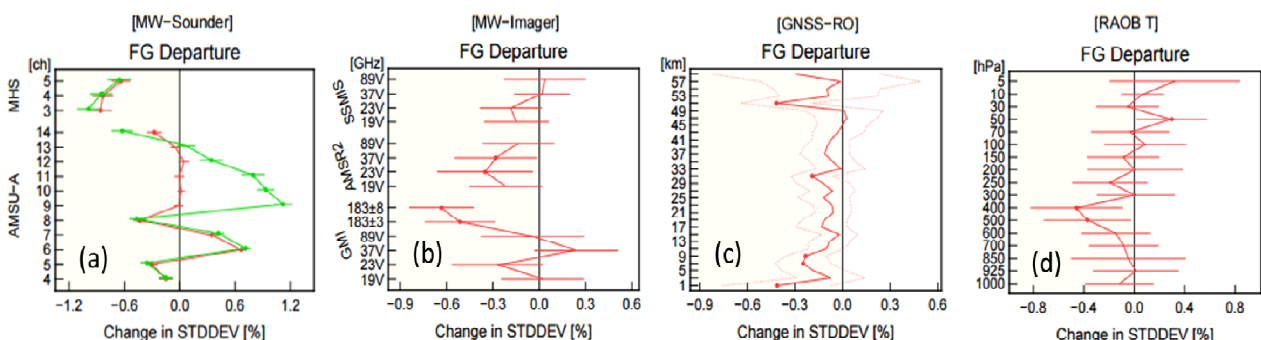 [MW-Sounder]
FG Departure
[ch]
MHS
AMSU-A
5
4
3
14
13
12
11
10
9
8
7
6
5
4
(a)
-1.2 -0.6 0.0 0.6 1.2
Change in STDDEV [%]
[MW-Imager]
FG Departure
[GHz]
SSMIS
AMSR2
GMI
89V
37V
23V
19V
89V
37V
23V
19V
183±8
183±3
89V
37V
23V
19V
(b)
-0.9 -0.6 -0.3 0.0 0.3 0.6
Change in STDDEV [%]
[GNSS-RO]
FG Departure
[km]
57
53
49
45
41
37
33
29
25
21
17
13
9
5
1
(c)
-0.9 -0.6 -0.3 0.0 0.3 0.6
Change in STDDEV [%]
[RAOB T]
FG Departure
[hPa]
5
10
30
50
70
100
150
200
250
300
400
500
600
700
850
925
1000
(d)
-0.8 -0.4 0.0 0.4 0.8
Change in STDDEV [%]